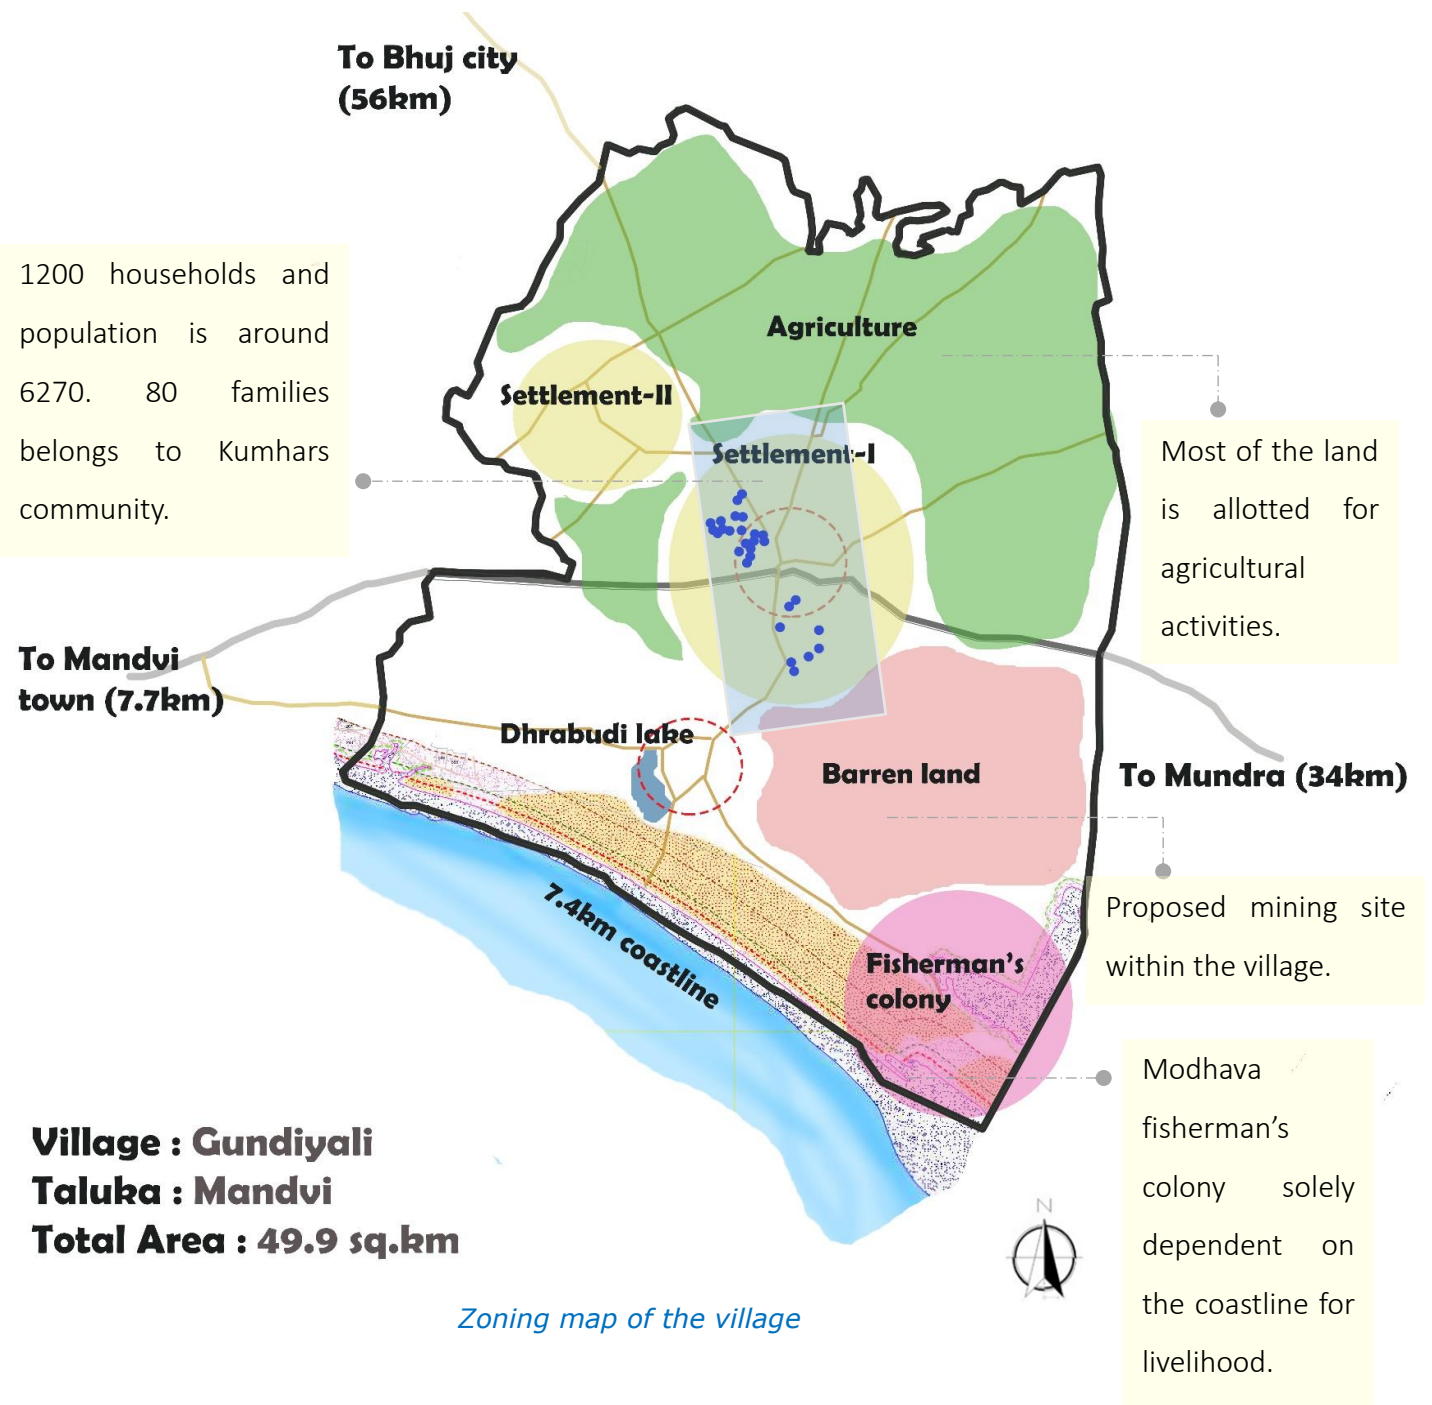 To Bhuj city
(56km)
1200 households and
population is around
6270. 80 families
belongs to Kumhars
community.
Agriculture
Settlement-II
Settlement-I
Most of the land
is allotted for
agricultural
activities.
To Mandvi
town (7.7km)
Dhrabudi lake
Barren land
To Mundra (34km)
7.4km coastline
Proposed mining site
within the village.
Fisherman's
colony
Modhava
fisherman's
colony solely
dependent on
the coastline for
livelihood.
Village : Gundiyali
Taluka : Mandvi
Total Area : 49.9 sq.km
N
Zoning map of the village